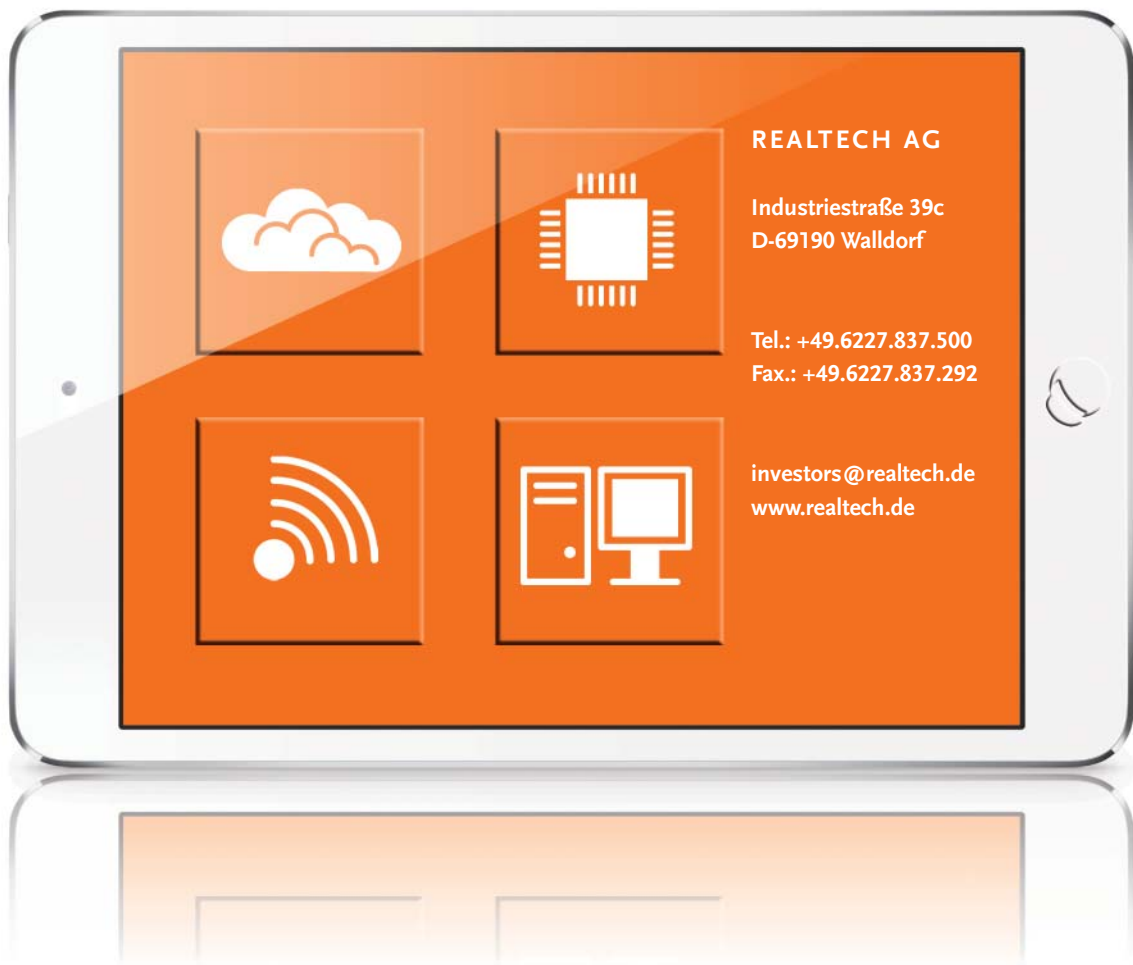 REALTECH AG
Industriestraße 39c
D-69190 Walldorf
Tel.: +49.6227.837.500
Fax.: +49.6227.837.292
investors@realtech.de
www.realtech.de